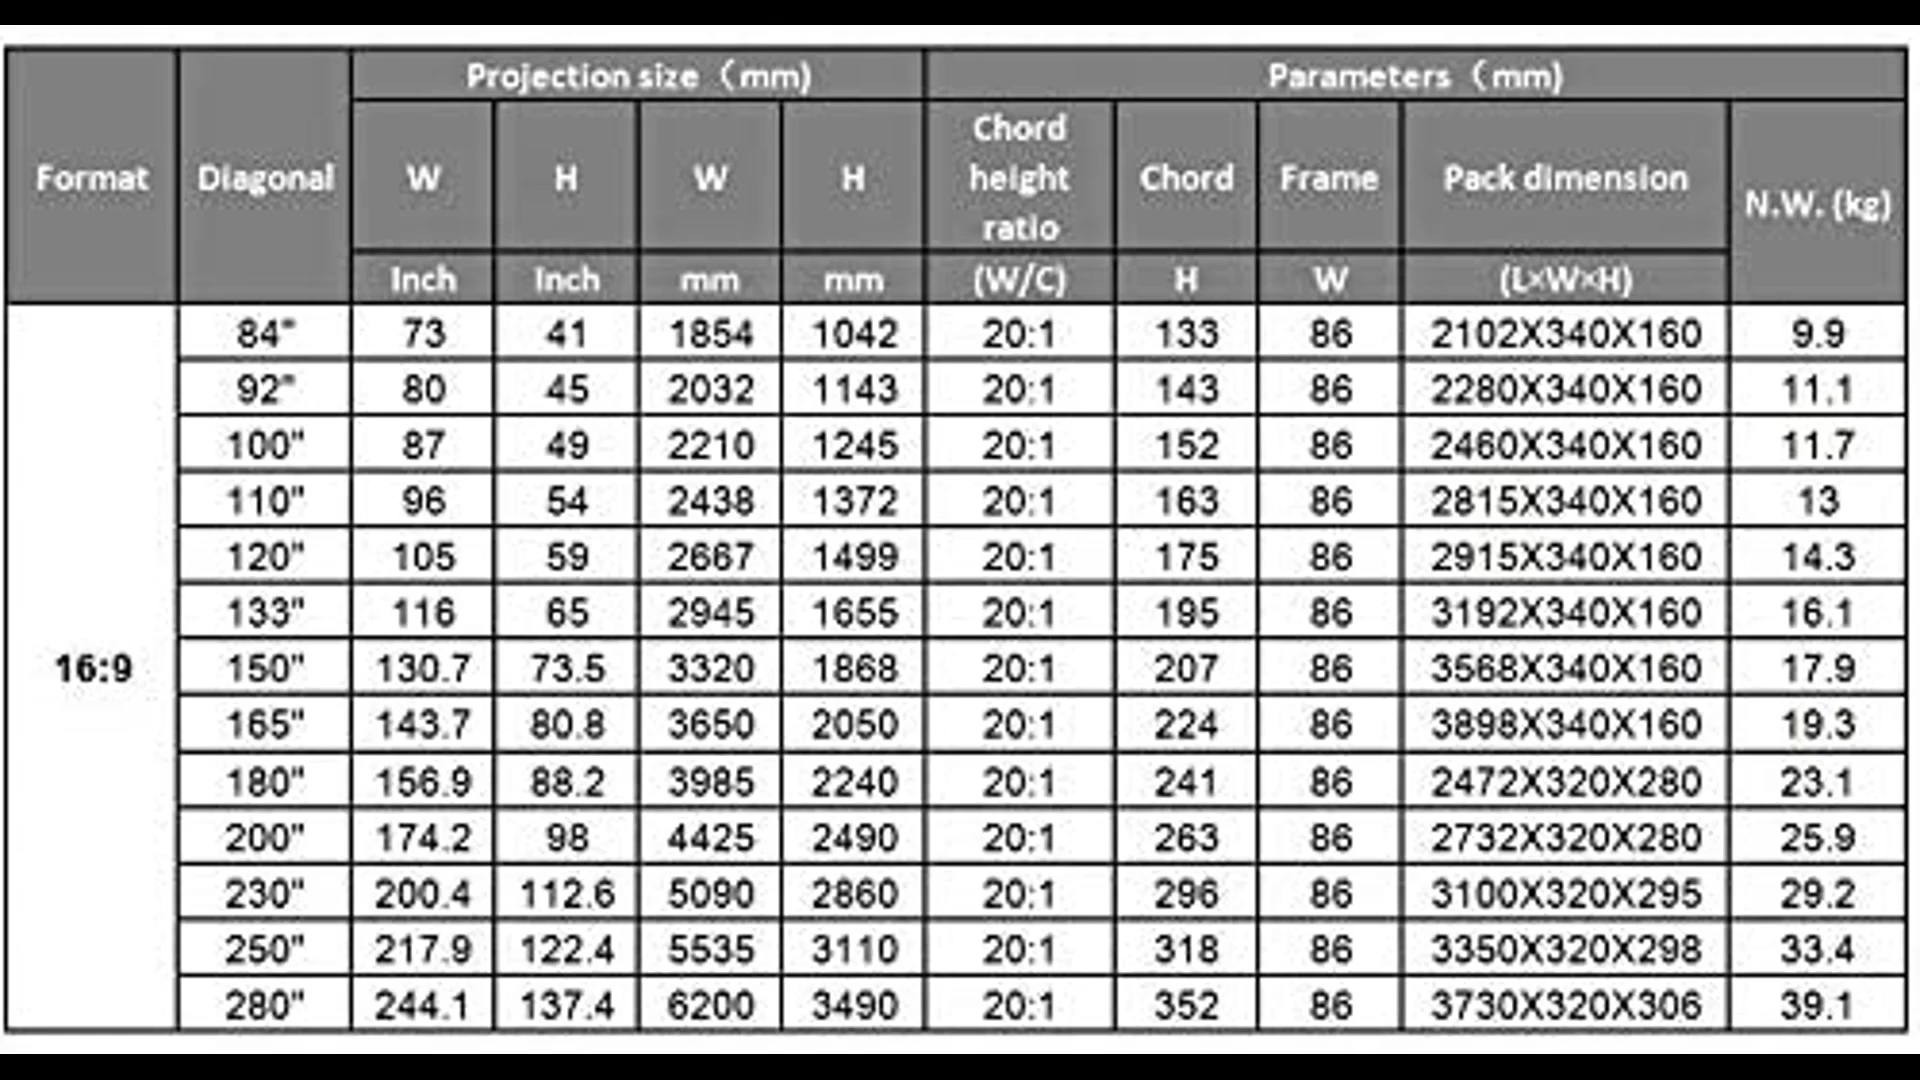 Format Diagonal Projection size（mm) Parameters（mm)
W H W H Chord height ratio Chord Frame Pack dimension N.W. (kg)
Inch Inch mm mm (W/C) H W (L×W×H)
16:9
84" 73 41 1854 1042 20:1 133 86 2102X340X160 9.9
92" 80 45 2032 1143 20:1 143 86 2280X340X160 11.1
100" 87 49 2210 1245 20:1 152 86 2460X340X160 11.7
110" 96 54 2438 1372 20:1 163 86 2815X340X160 13
120" 105 59 2667 1499 20:1 175 86 2915X340X160 14.3
133" 116 65 2945 1655 20:1 195 86 3192X340X160 16.1
150" 130.7 73.5 3320 1868 20:1 207 86 3568X340X160 17.9
165" 143.7 80.8 3650 2050 20:1 224 86 3898X340X160 19.3
180" 156.9 88.2 3985 2240 20:1 241 86 2472X320X280 23.1
200" 174.2 98 4425 2490 20:1 263 86 2732X320X280 25.9
230" 200.4 112.6 5090 2860 20:1 296 86 3100X320X295 29.2
250" 217.9 122.4 5535 3110 20:1 318 86 3350X320X298 33.4
280" 244.1 137.4 6200 3490 20:1 352 86 3730X320X306 39.1